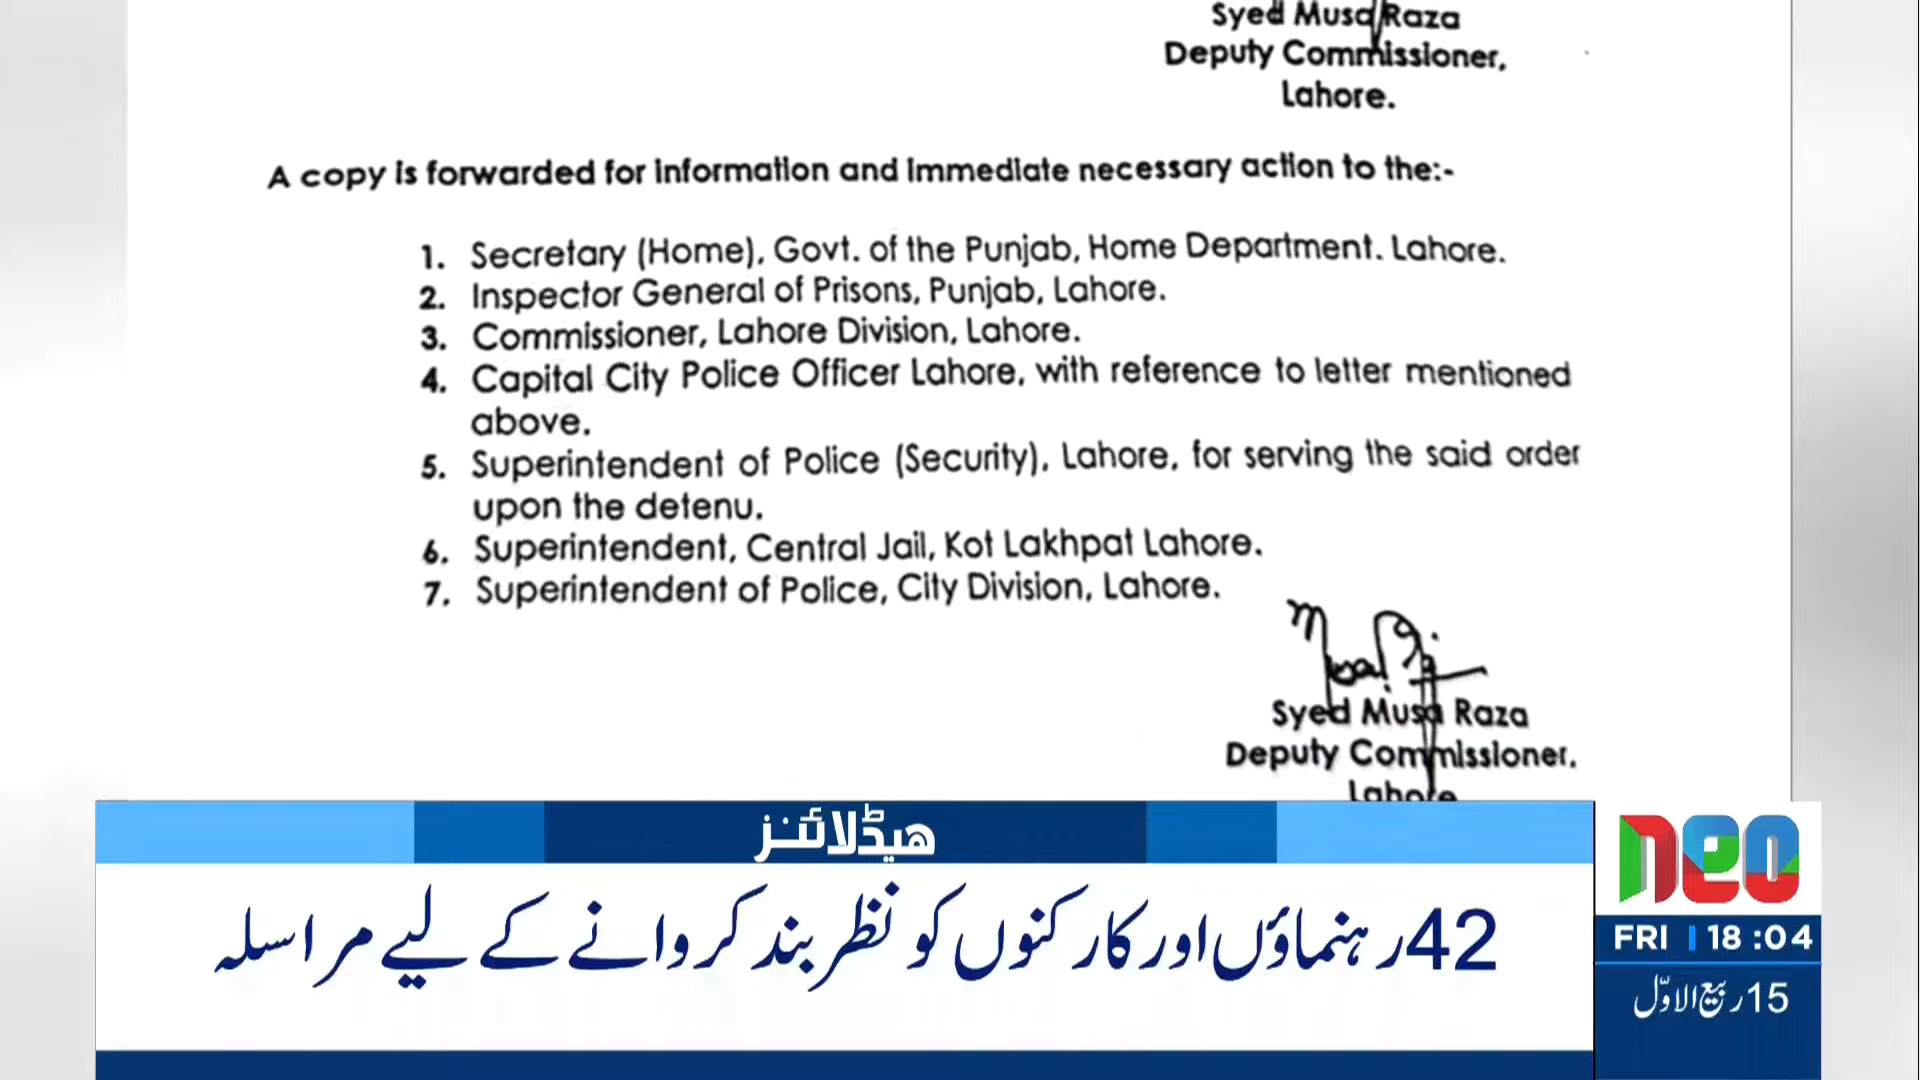 Syed Musa Raza
Deputy Commissioner,
Lahore.
A copy is forwarded for information and immediate necessary action to the:-
1. Secretary (Home), Govt. of the Punjab, Home Department. Lahore.
2. Inspector General of Prisons, Punjab, Lahore.
3. Commissioner, Lahore Division, Lahore.
4. Capital City Police Officer Lahore, with reference to letter mentioned
above.
5. Superintendent of Police (Security), Lahore, for serving the said order
upon the detenu.
6. Superintendent, Central Jail, Kot Lakhpat Lahore.
7. Superintendent of Police, City Division, Lahore.
Syed Musa Raza
Deputy Commissioner,
Lahore
ھیڈلائنز
42رہنماؤں اور کارکنوں کو نظر بند کروانے کے لیے مراسلہ
neo
FRI 18:04
15 ربیع الاوّل